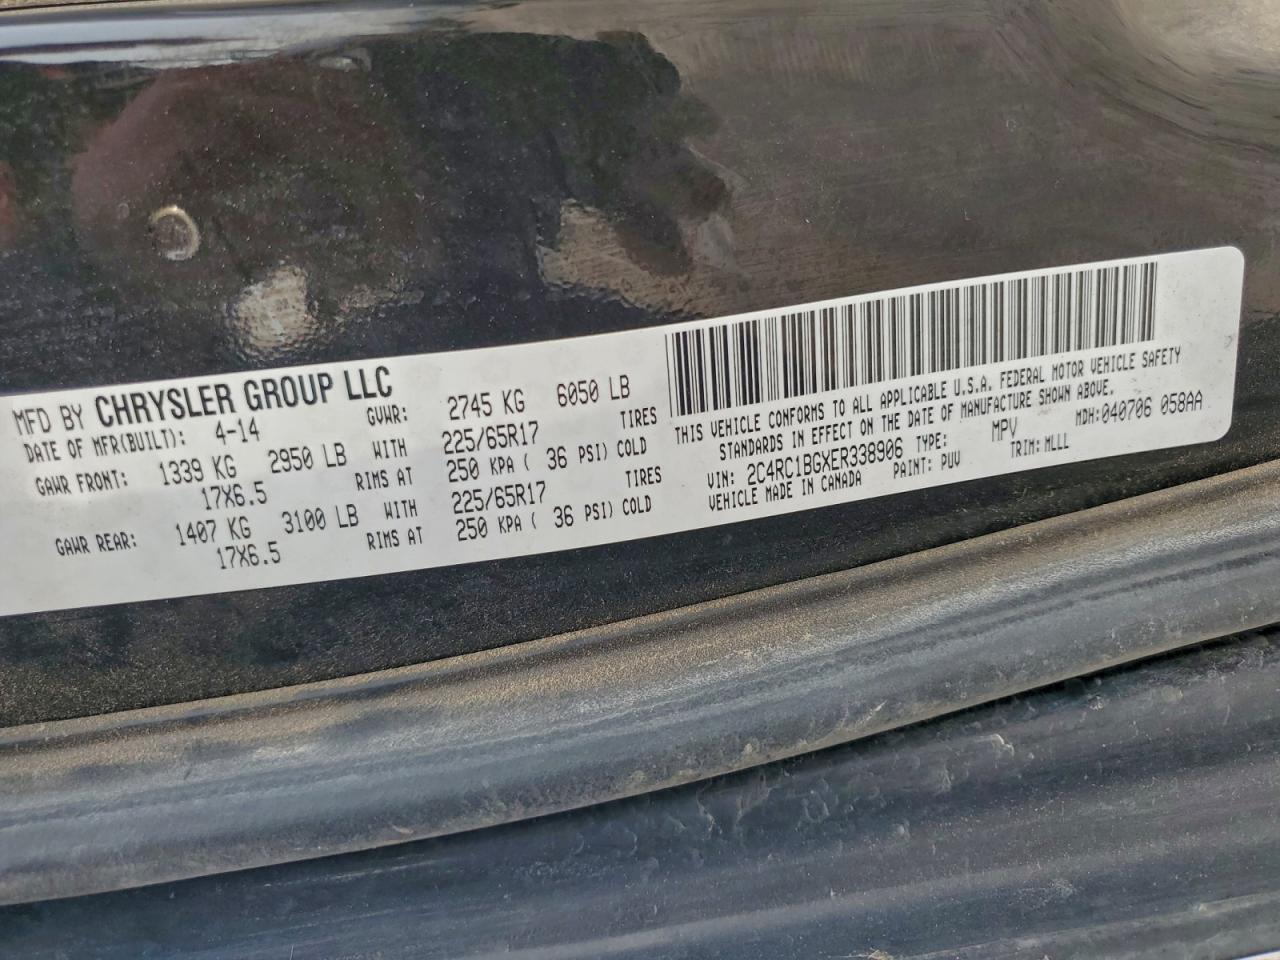 MFD BY CHRYSLER GROUP LLC
DATE OF MFR(BUILT): 4-14 GVWR: 2745 KG 6050 LB
GAWR FRONT: 1339 KG 2950 LB WITH 225/65R17 TIRES
17X6.5 RIMS AT 250 KPA ( 36 PSI) COLD
GAWR REAR: 1407 KG 3100 LB WITH 225/65R17 TIRES
17X6.5 RIMS AT 250 KPA ( 36 PSI) COLD
THIS VEHICLE CONFORMS TO ALL APPLICABLE U.S.A. FEDERAL MOTOR VEHICLE SAFETY
STANDARDS IN EFFECT ON THE DATE OF MANUFACTURE SHOWN ABOVE.
MDH:040706 058AA
VIN: 2C4RC1BGXER338906 TYPE: MPV
VEHICLE MADE IN CANADA PAINT: PUV TRIM: MLLL